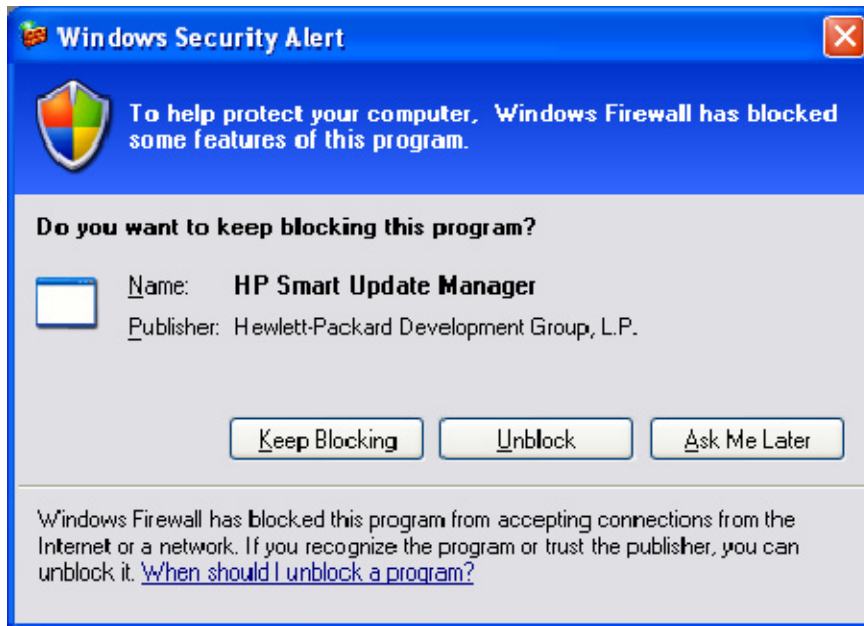 Windows Security Alert
To help protect your computer, Windows Firewall has blocked
some features of this program.
Do you want to keep blocking this program?
Name: HP Smart Update Manager
Publisher: Hewlett-Packard Development Group, L.P.
Keep Blocking Unblock Ask Me Later
Windows Firewall has blocked this program from accepting connections from the
Internet or a network. If you recognize the program or trust the publisher, you can
unblock it. When should I unblock a program?